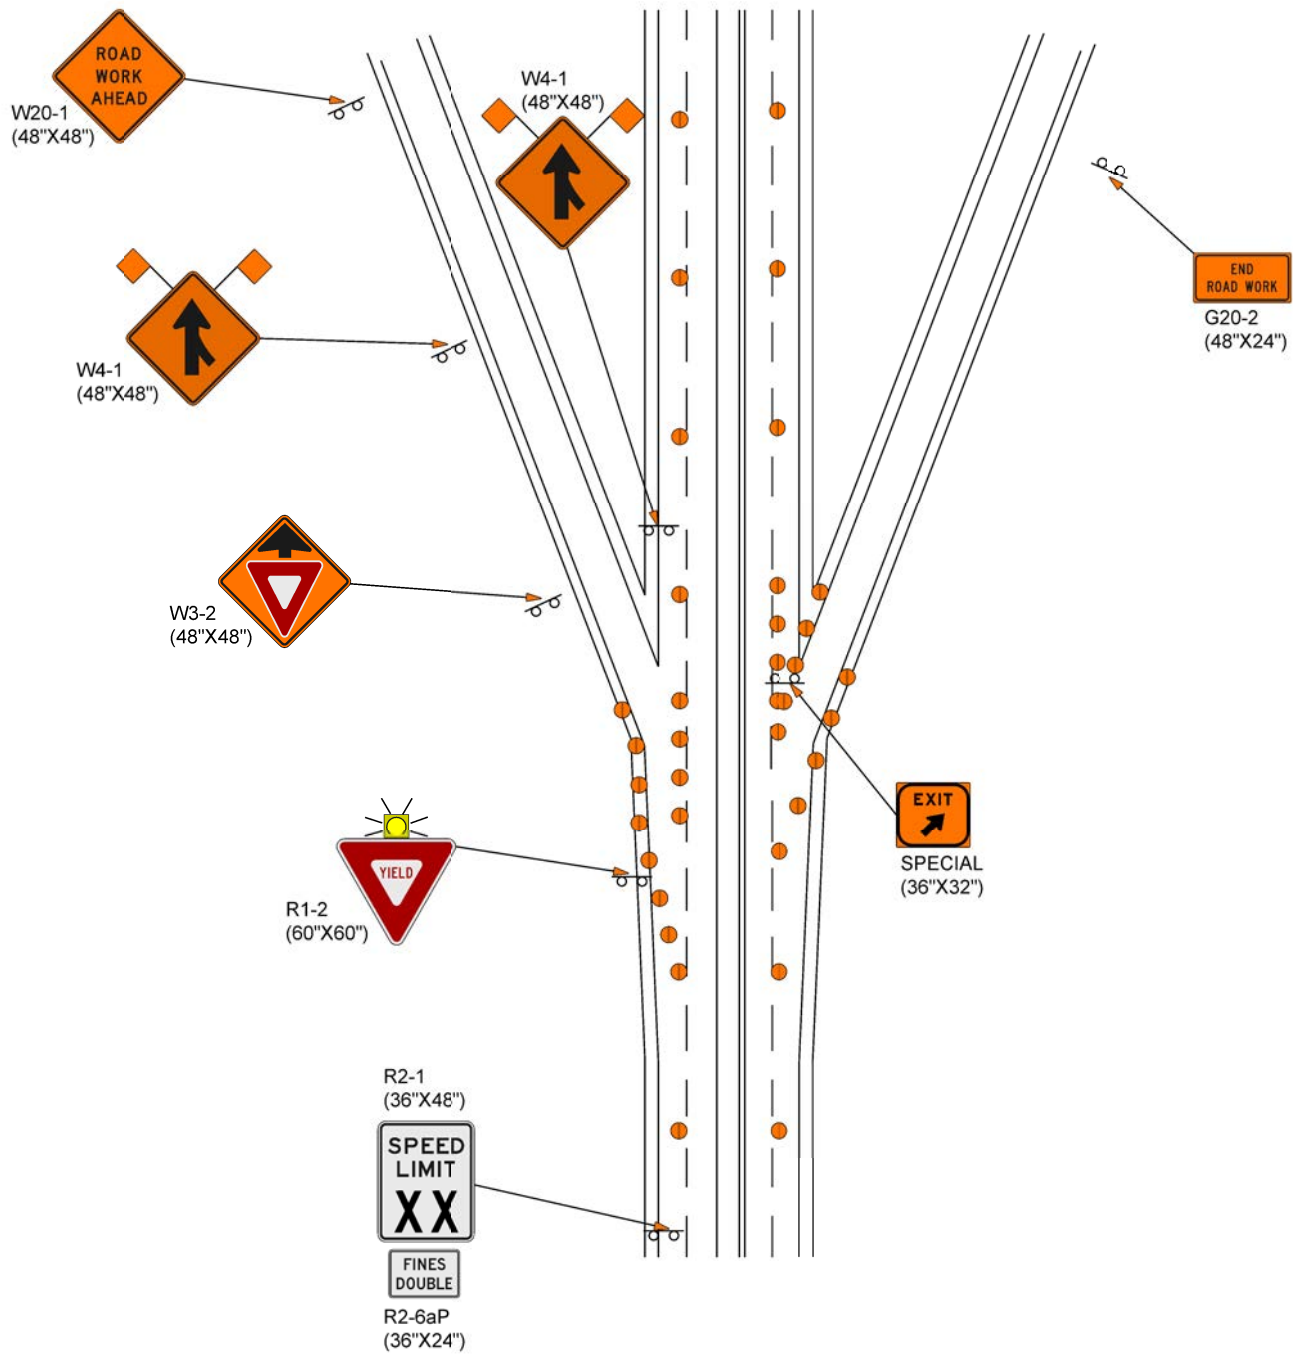 ROAD
WORK
AHEAD
W20-1
(48"X48")
W4-1
(48"X48")
END
ROAD WORK
G20-2
(48"X24")
W4-1
(48"X48")
W3-2
(48"X48")
YIELD
R1-2
(60"X60")
EXIT
SPECIAL
(36"X32")
R2-1
(36"X48")
SPEED
LIMIT
XX
FINES
DOUBLE
R2-6aP
(36"X24")